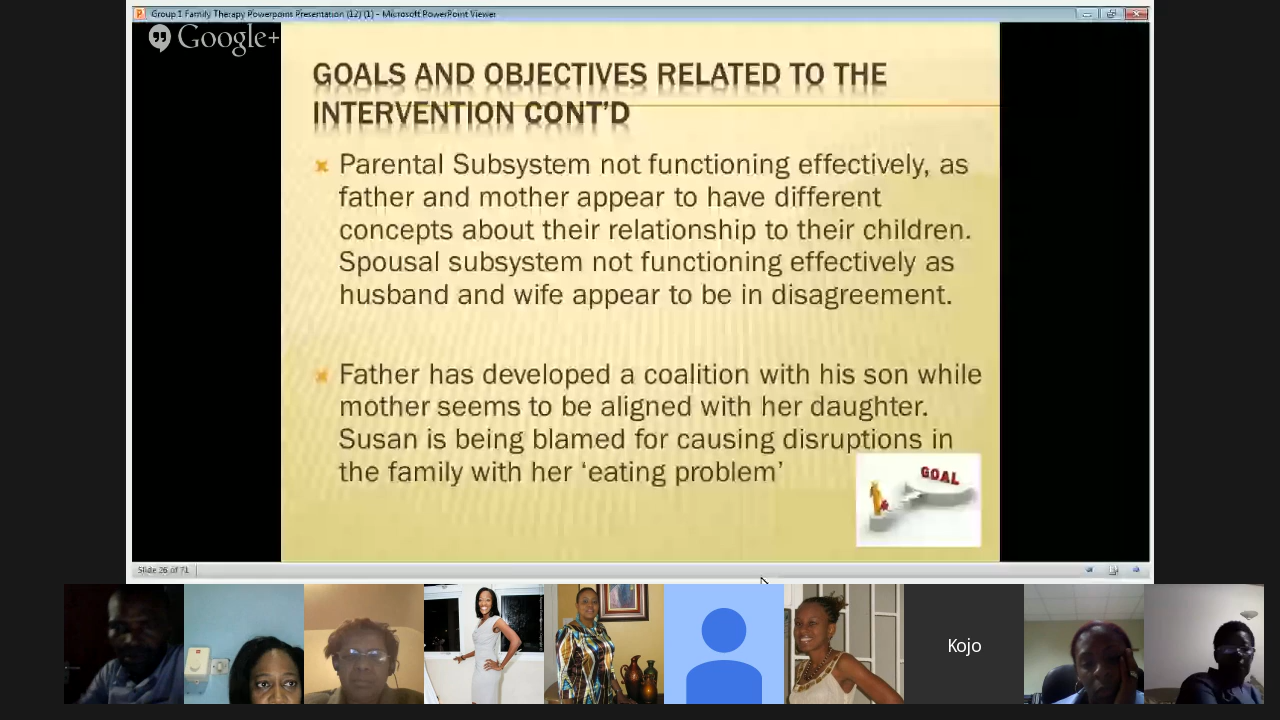 Group 1 Family Therapy Powerpoint Presentation (12) (1) - Microsoft PowerPoint Viewer
Google+
GOALS AND OBJECTIVES RELATED TO THE
INTERVENTION CONT'D
Parental Subsystem not functioning effectively, as
father and mother appear to have different
concepts about their relationship to their children.
Spousal subsystem not functioning effectively as
husband and wife appear to be in disagreement.
Father has developed a coalition with his son while
mother seems to be aligned with her daughter.
Susan is being blamed for causing disruptions in
the family with her ‘eating problem’
GOAL
Slide 26 of 71
Kojo